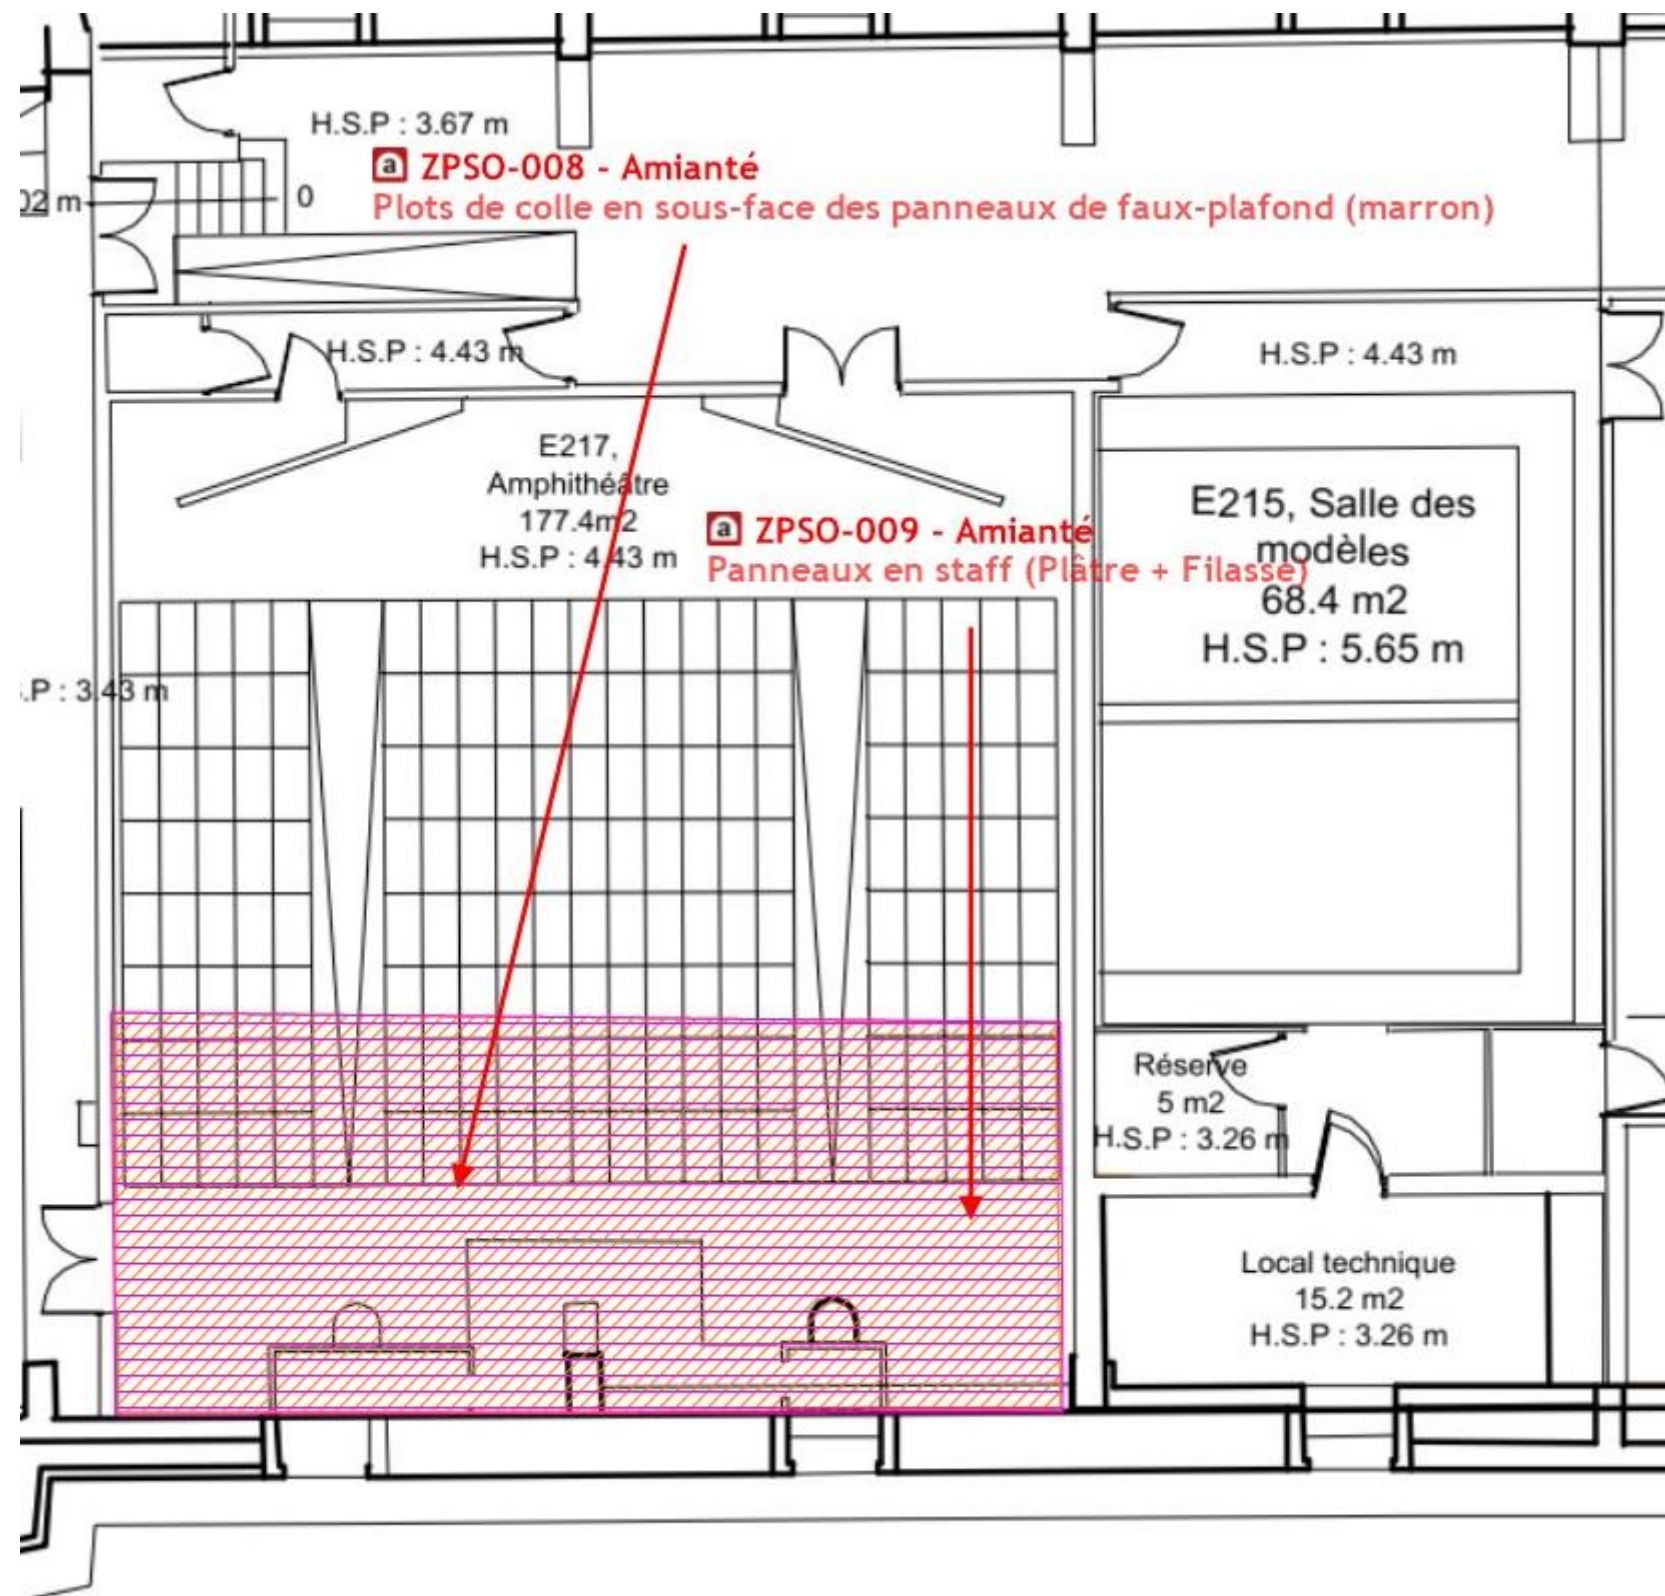 H.S.P : 3.67 m
a ZPSO-008 - Amianté
02 m
0
Plots de colle en sous-face des panneaux de faux-plafond (marron)
H.S.P : 4.43 m
H.S.P : 4.43 m
E217,
Amphithéâtre
177.4m2
H.S.P : 4.43 m
a ZPSO-009 - Amianté
Panneaux en staff (Plâtre + Filasse)
E215, Salle des
modèles
68.4 m2
H.S.P : 5.65 m
.P : 3.43 m
Réserve
5 m2
H.S.P : 3.26 m
Local technique
15.2 m2
H.S.P : 3.26 m